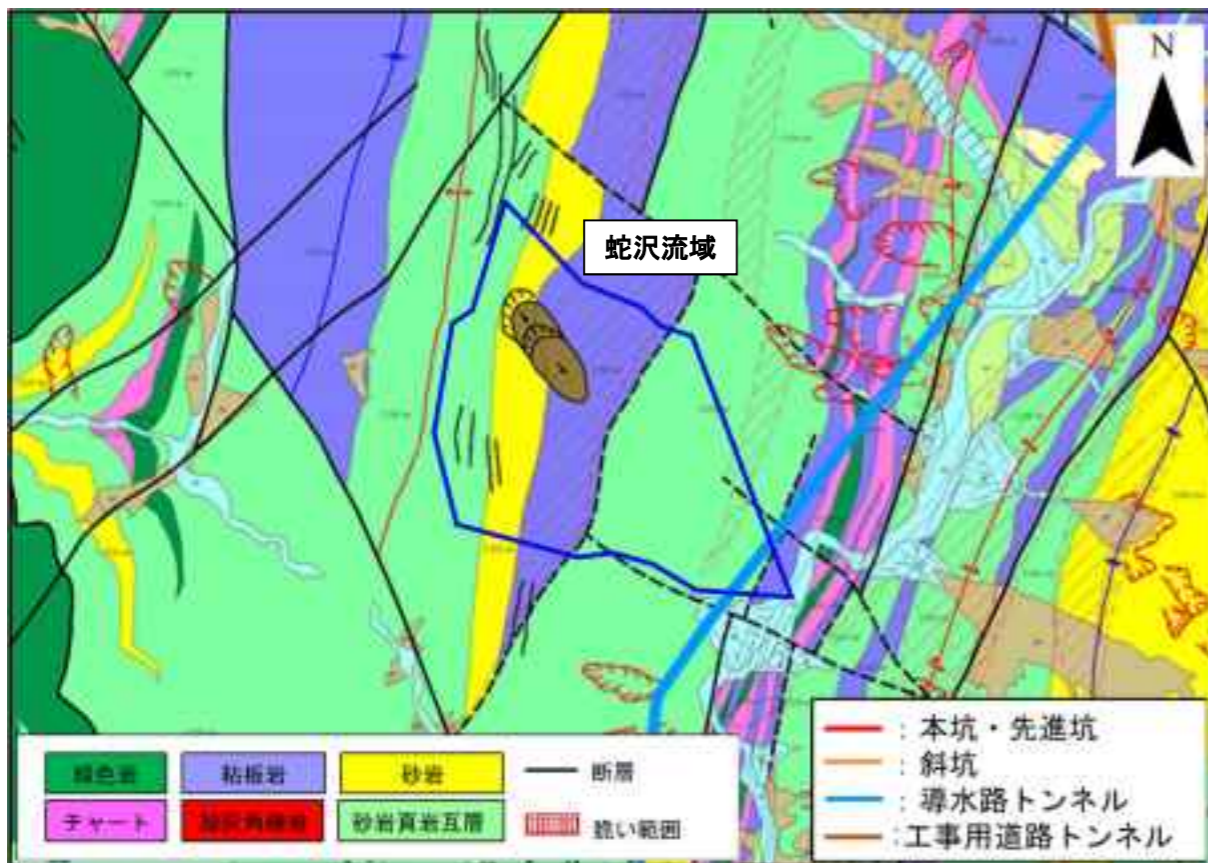 N
蛇沢流域
緑色岩
粘板岩
砂岩
断層
チャート
砂岩頁岩互層
脆い範囲
: 本坑・先進坑
: 斜坑
: 導水路トンネル
:工事用道路トンネル